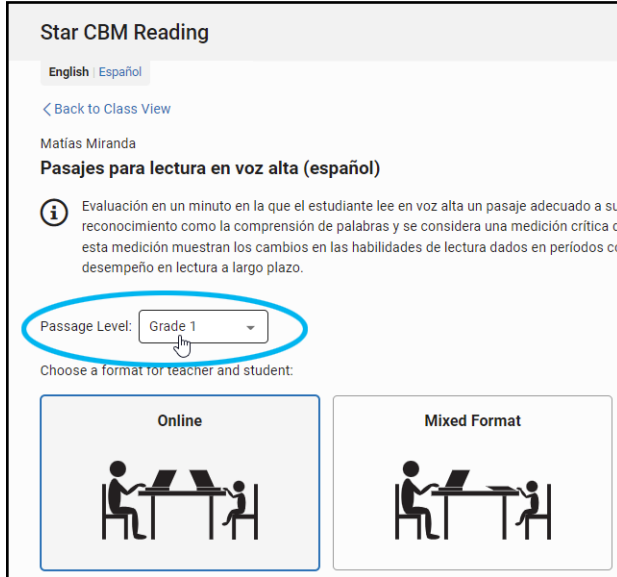 Star CBM Reading
English | Español
Back to Class View
Matías Miranda
Pasajes para lectura en voz alta (español)
Evaluación en un minuto en la que el estudiante lee en voz alta un pasaje adecuado a su
reconocimiento como la comprensión de palabras y se considera una medición crítica
esta medición muestran los cambios en las habilidades de lectura dados en períodos
desempeño en lectura a largo plazo.
Passage Level: Grade 1
Choose a format for teacher and student:
Online
Mixed Format